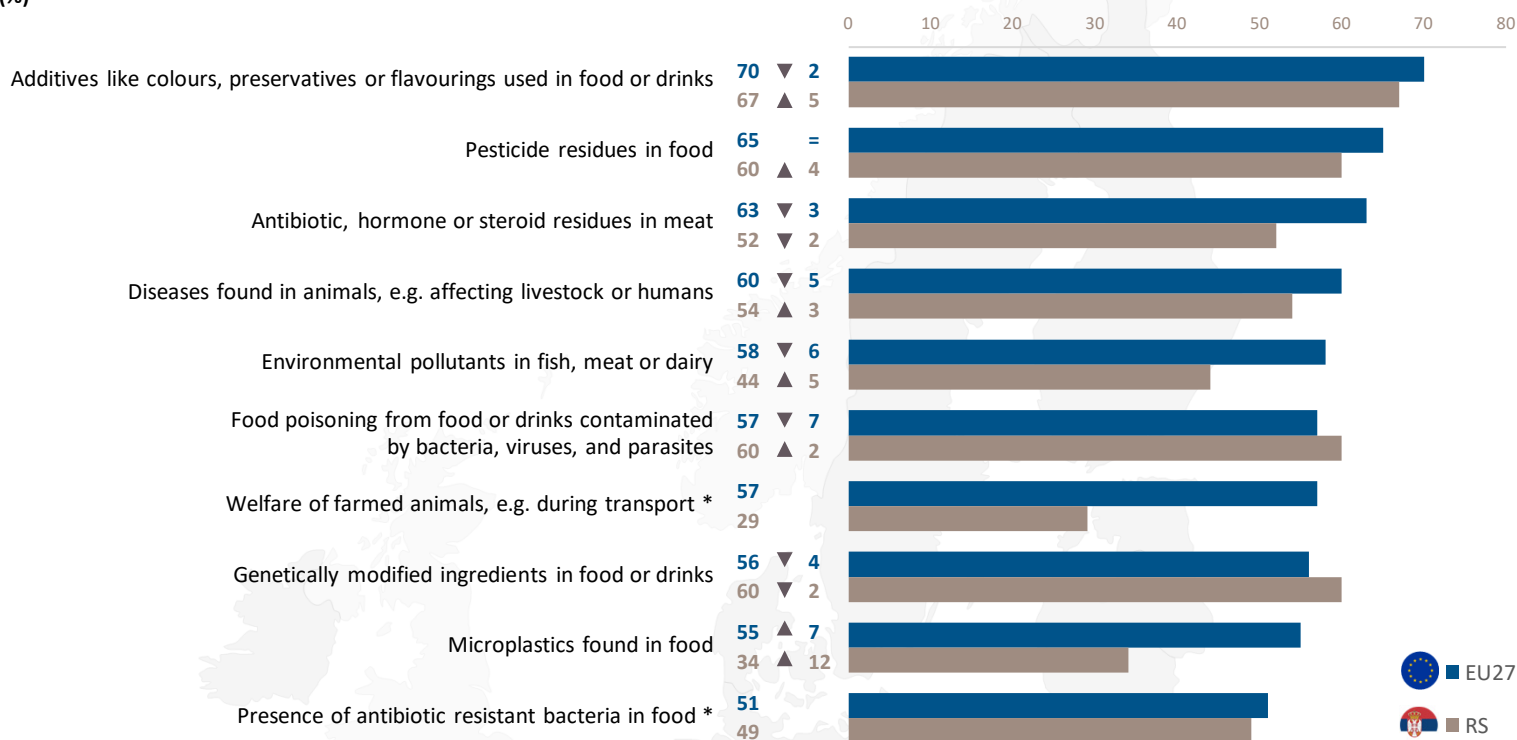 (%)
0 10 20 30 40 50 60 70 80
Additives like colours, preservatives or flavourings used in food or drinks 70 ▼ 2
67 ▲ 5
Pesticide residues in food 65 =
60 ▲ 4
Antibiotic, hormone or steroid residues in meat 63 ▼ 3
52 ▼ 2
Diseases found in animals, e.g. affecting livestock or humans 60 ▼ 5
54 ▲ 3
Environmental pollutants in fish, meat or dairy 58 ▼ 6
44 ▲ 5
Food poisoning from food or drinks contaminated 57 ▼ 7
by bacteria, viruses, and parasites 60 ▲ 2
Welfare of farmed animals, e.g. during transport * 57
29
Genetically modified ingredients in food or drinks 56 ▼ 4
60 ▼ 2
Microplastics found in food 55 ▲ 7
34 ▲ 12
Presence of antibiotic resistant bacteria in food * 51
49
EU27
RS